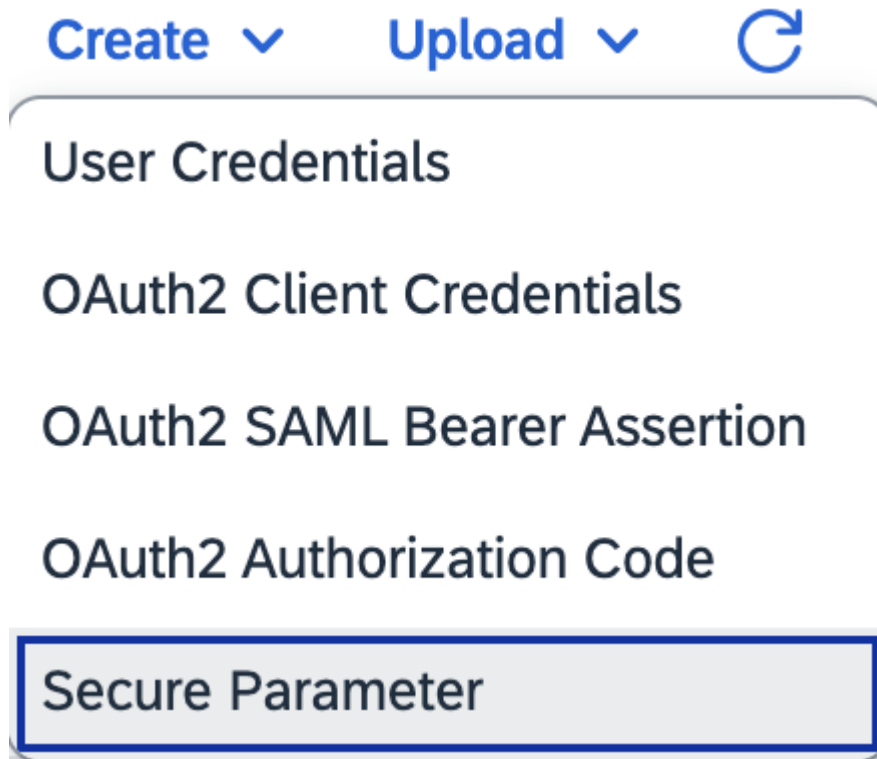 Create Upload
User Credentials
OAuth2 Client Credentials
OAuth2 SAML Bearer Assertion
OAuth2 Authorization Code
Secure Parameter